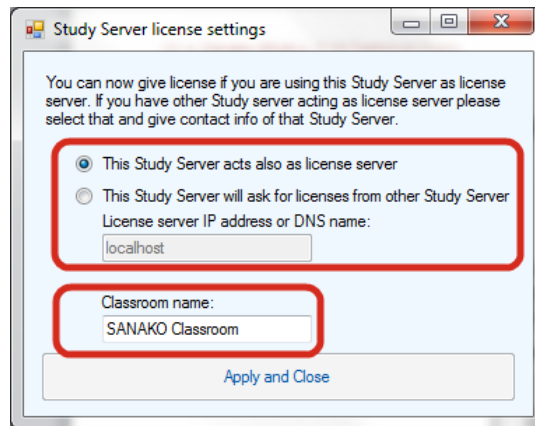 Study Server license settings
You can now give license if you are using this Study Server as license
server. If you have other Study server acting as license server please
select that and give contact info of that Study Server.
This Study Server acts also as license server
This Study Server will ask for licenses from other Study Server
License server IP address or DNS name:
localhost
Classroom name:
SANAKO Classroom
Apply and Close